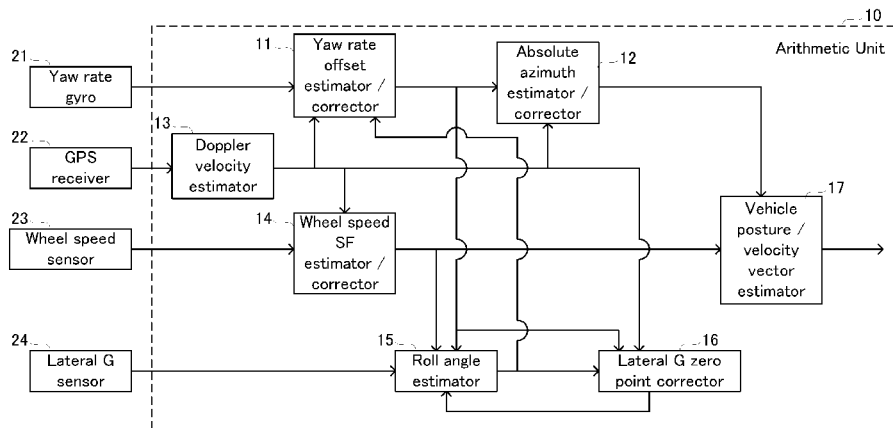 10
Arithmetic Unit
21
Yaw rate
gyro
11
Yaw rate
offset
estimator /
corrector
12
Absolute
azimuth
estimator /
corrector
22
GPS
receiver
13
Doppler
velocity
estimator
23
Wheel speed
sensor
14
Wheel speed
SF
estimator /
corrector
17
Vehicle
posture /
velocity
vector
estimator
24
Lateral G
sensor
15
Roll angle
estimator
16
Lateral G zero
point corrector